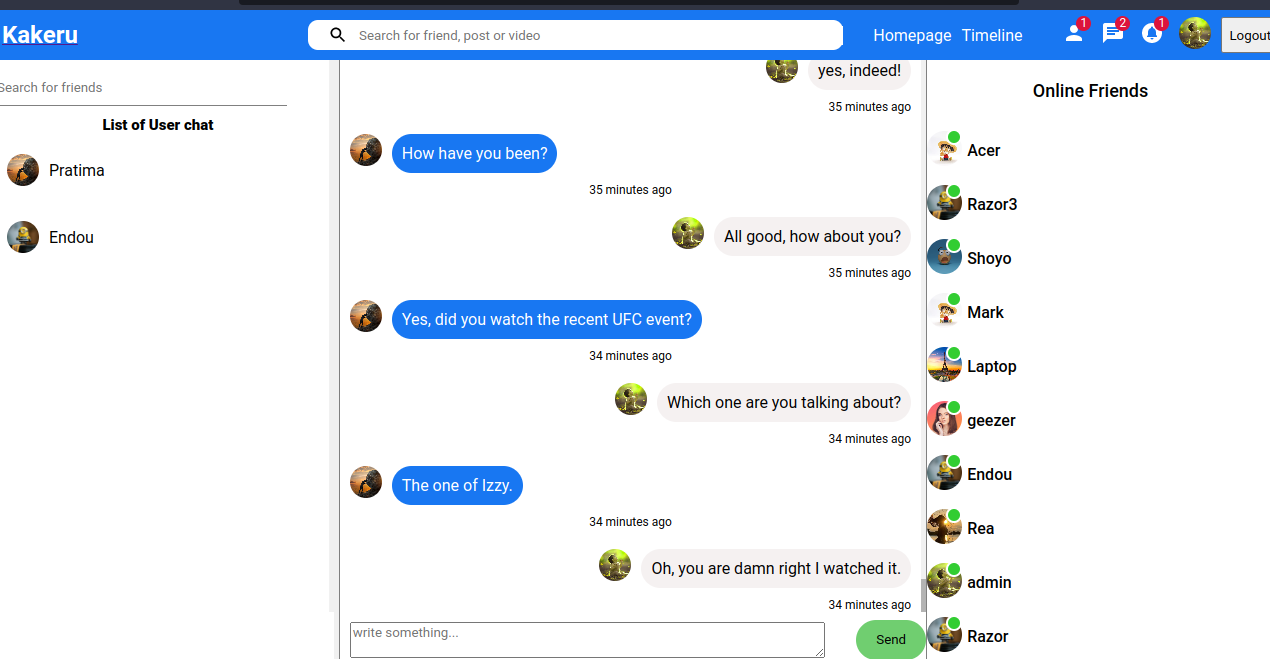 Kakeru
Search for friend, post or video
Homepage Timeline
1
2
1
Logout
Search for friends
List of User chat
Pratima
Endou
yes, indeed!
35 minutes ago
How have you been?
35 minutes ago
All good, how about you?
35 minutes ago
Yes, did you watch the recent UFC event?
34 minutes ago
Which one are you talking about?
34 minutes ago
The one of Izzy.
34 minutes ago
Oh, you are damn right I watched it.
34 minutes ago
write something...
Send
Online Friends
Acer
Razor3
Shoyo
Mark
Laptop
geezer
Endou
Rea
admin
Razor